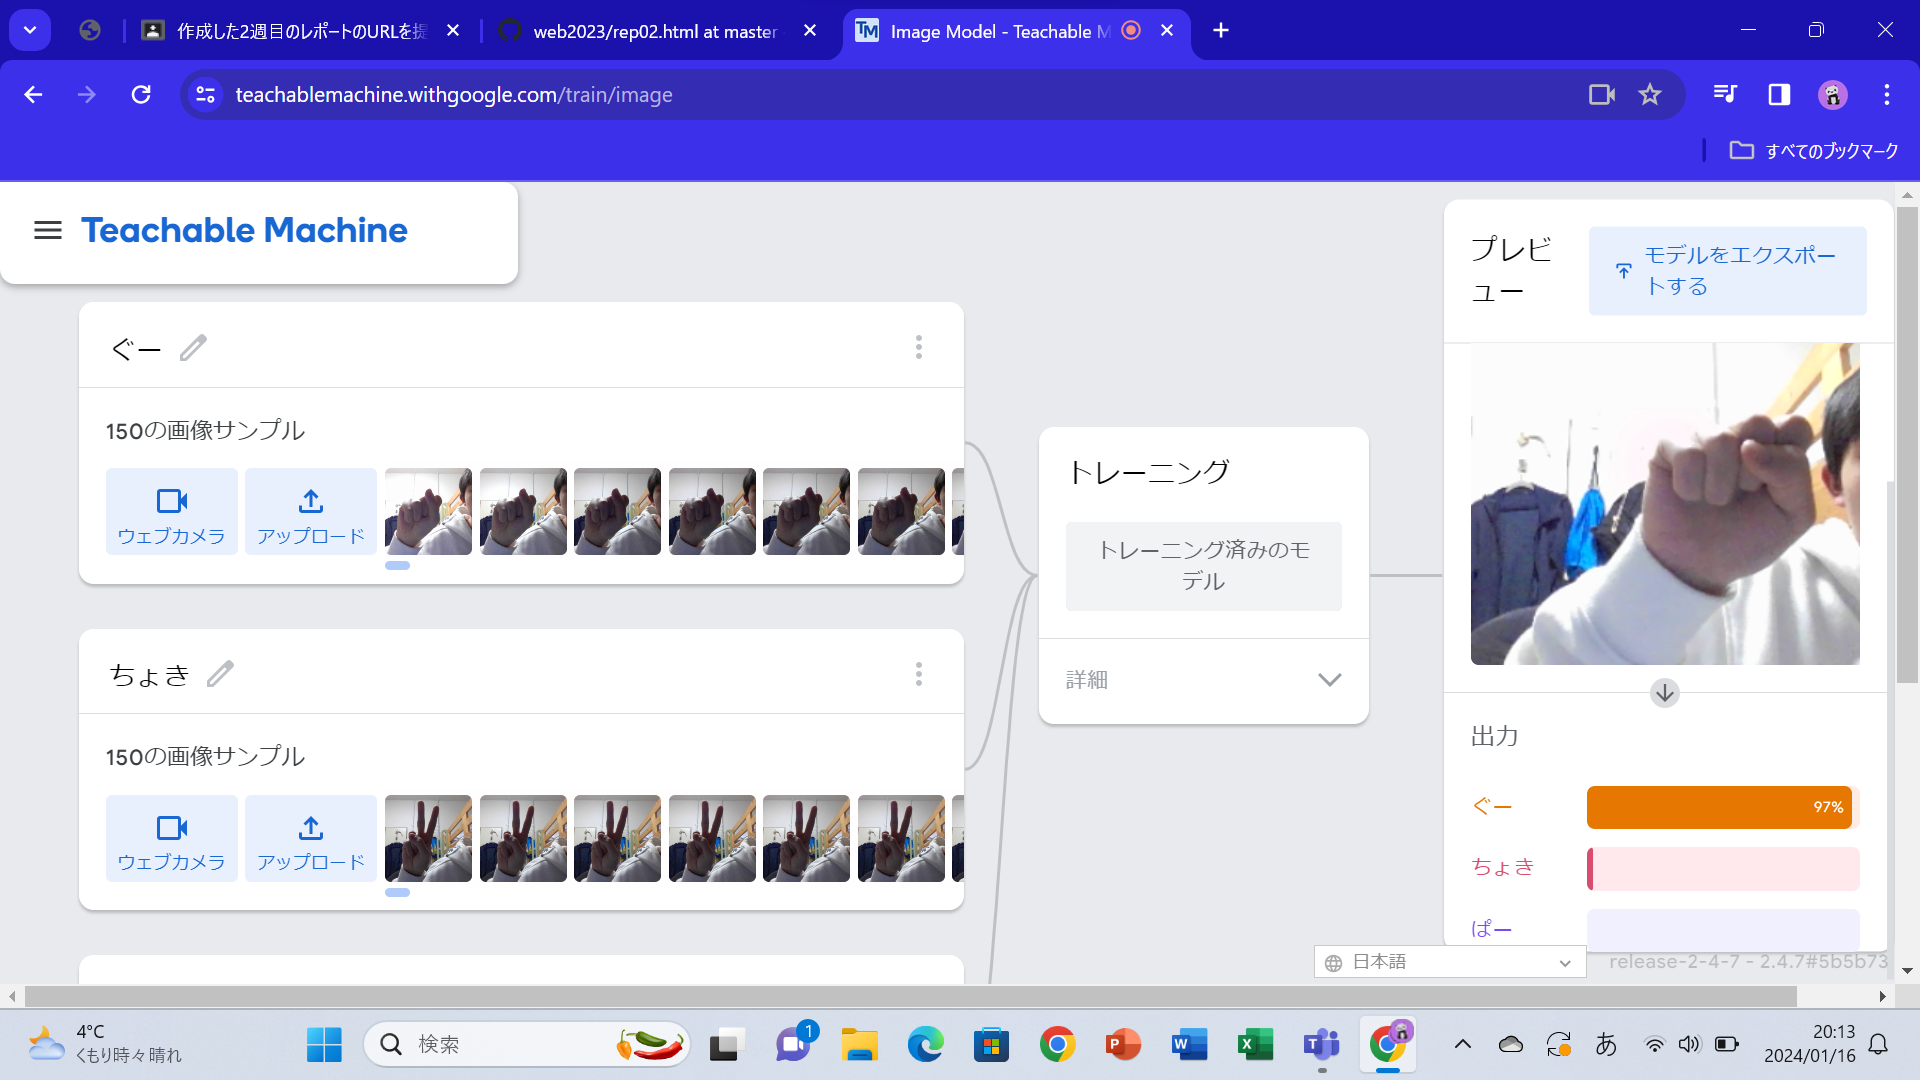 作成した2週目のレポートのURLを提
web2023/rep02.html at master
TM
Image Model - Teachable M
teachablemachine.withgoogle.com/train/image
すべてのブックマーク
Teachable Machine
ぐー
150の画像サンプル
ウェブカメラ
アップロード
ちょき
150の画像サンプル
ウェブカメラ
アップロード
トレーニング
トレーニング済みのモ
デル
詳細
プレビ
ュー
モデルをエクスポー
トする
出力
ぐー
97%
ちょき
ぱー
日本語
release-2-4-7 - 2.4.7#5b5b73
4°C
くもり時々晴れ
検索
1
P
W
X
T
あ
20:13
2024/01/16